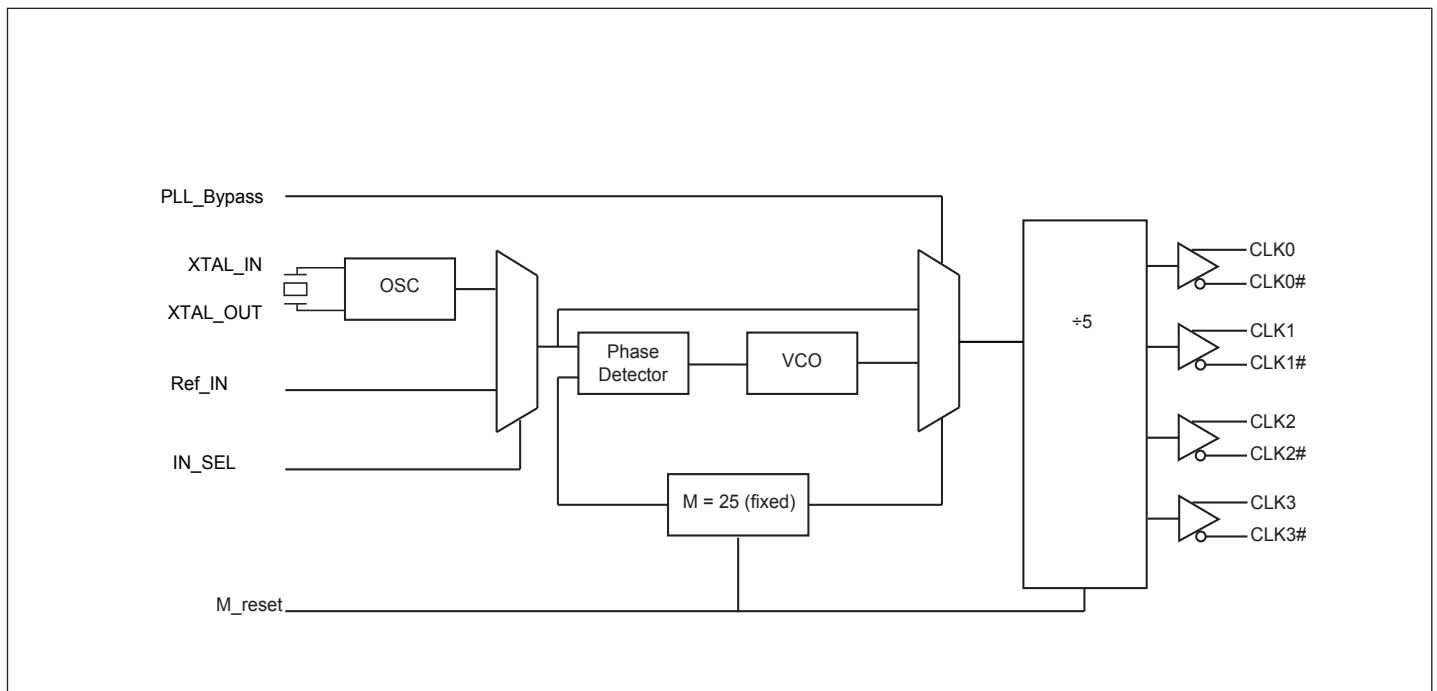 PLL_Bypass
XTAL_IN
OSC
XTAL_OUT
Ref_IN
IN_SEL
Phase
Detector
VCO
M = 25 (fixed)
M_reset
÷5
CLK0
CLK0#
CLK1
CLK1#
CLK2
CLK2#
CLK3
CLK3#